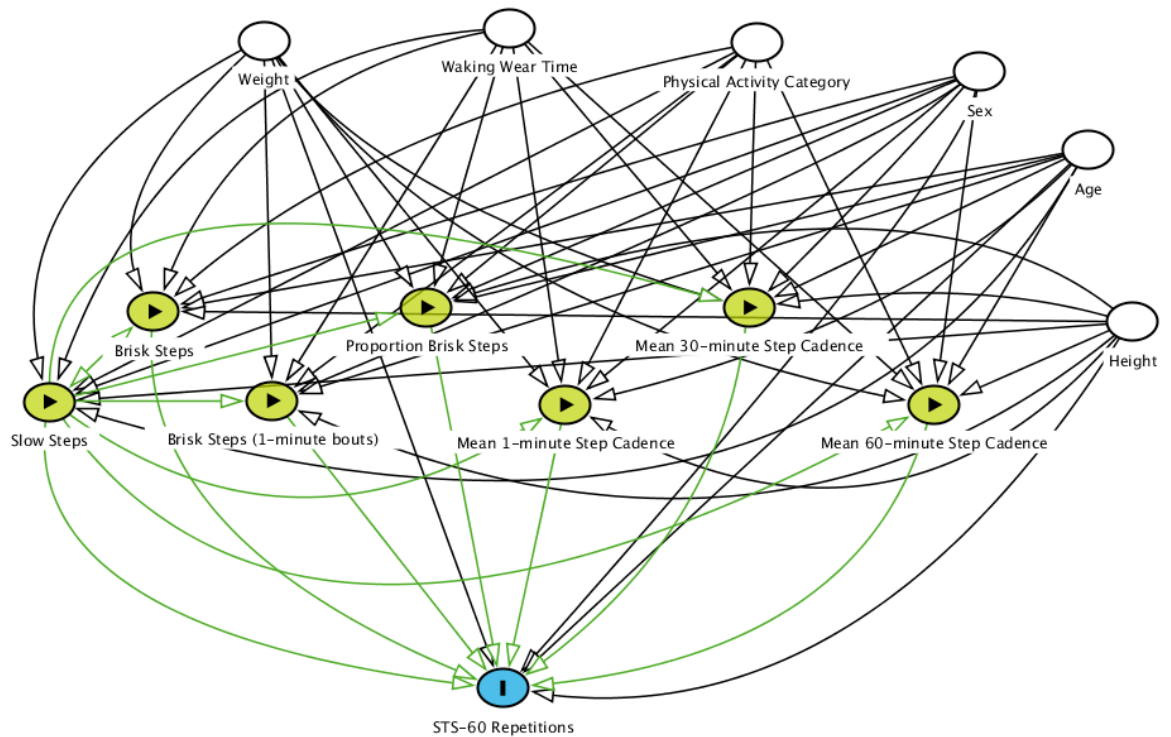 Weight
Waking Wear Time
Physical Activity Category
Sex
Age
Height
Brisk Steps
Proportion Brisk Steps
Mean 30-minute Step Cadence
Slow Steps
Brisk Steps (1-minute bouts)
Mean 1-minute Step Cadence
Mean 60-minute Step Cadence
STS-60 Repetitions